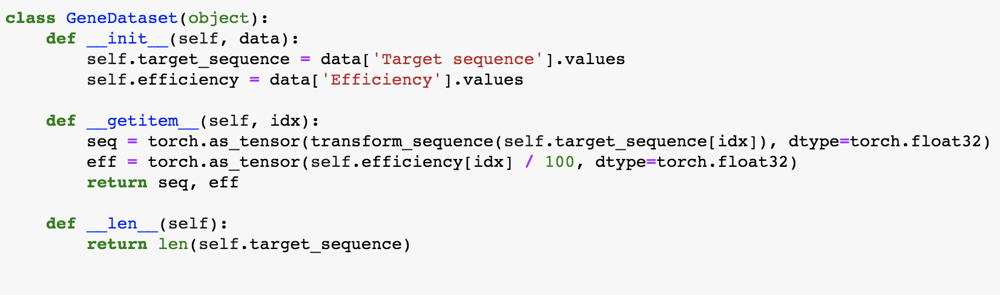 class GeneDataset(object):
    def __init__(self, data):
        self.target_sequence = data['Target sequence'].values
        self.efficiency = data['Efficiency'].values

    def __getitem__(self, idx):
        seq = torch.as_tensor(transform_sequence(self.target_sequence[idx]), dtype=torch.float32)
        eff = torch.as_tensor(self.efficiency[idx] / 100, dtype=torch.float32)
        return seq, eff

    def __len__(self):
        return len(self.target_sequence)